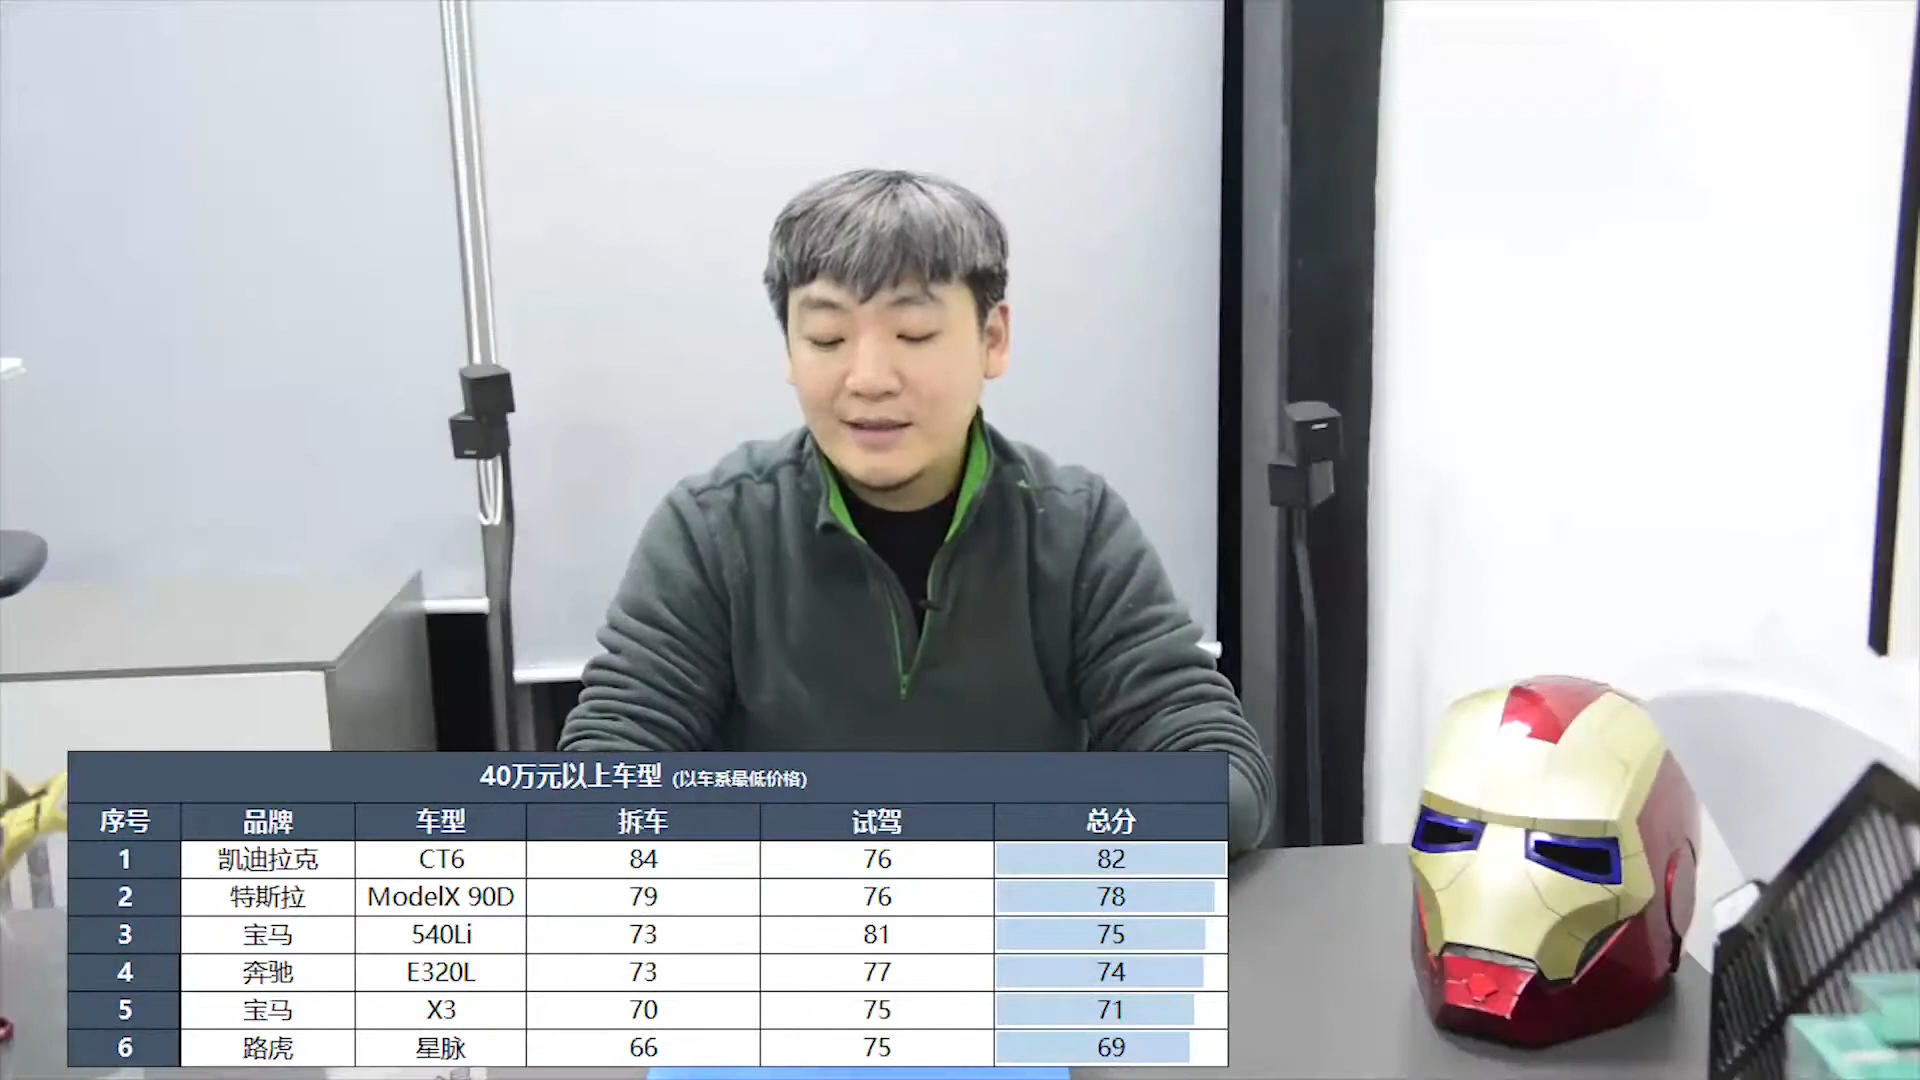 40万元以上车型 (以车系最低价格)
序号 品牌 车型 拆车 试驾 总分
1 凯迪拉克 CT6 84 76 82
2 特斯拉 ModelX 90D 79 76 78
3 宝马 540Li 73 81 75
4 奔驰 E320L 73 77 74
5 宝马 X3 70 75 71
6 路虎 星脉 66 75 69